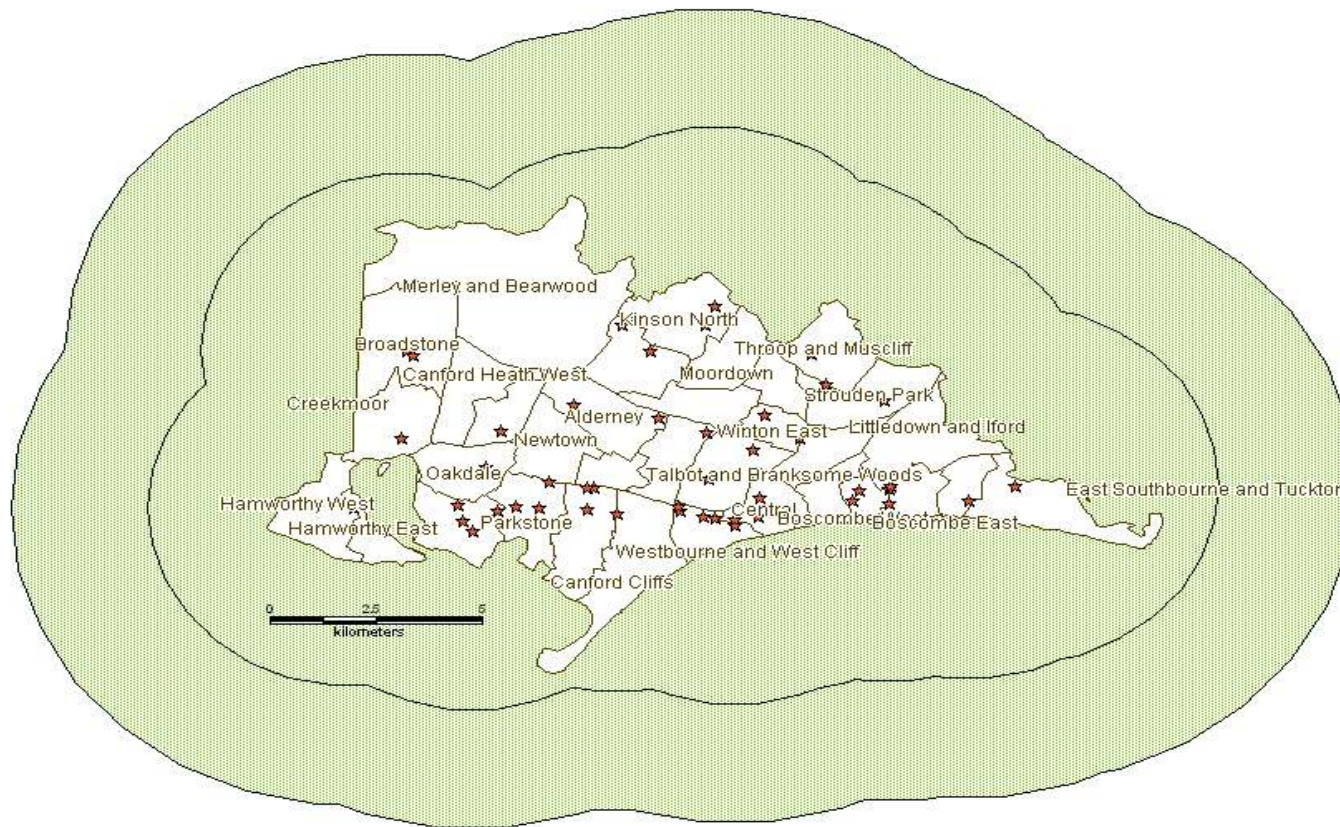 Merley and Bearwood
Kinson North
Broadstone
Throop and Muscliff
Canford Heath West
Moordown
Creekmoor
Strouden Park
Alderney
Winton East
Littledown and Iford
Newtown
Oakdale
Talbot and Branksome Woods
East Southbourne and Tuckton
Hamworthy West
Central
Hamworthy East
Parkstone
Boscombe
Boscombe East
Westbourne and West Cliff
Canford Cliffs
0 2.5 5
kilometers